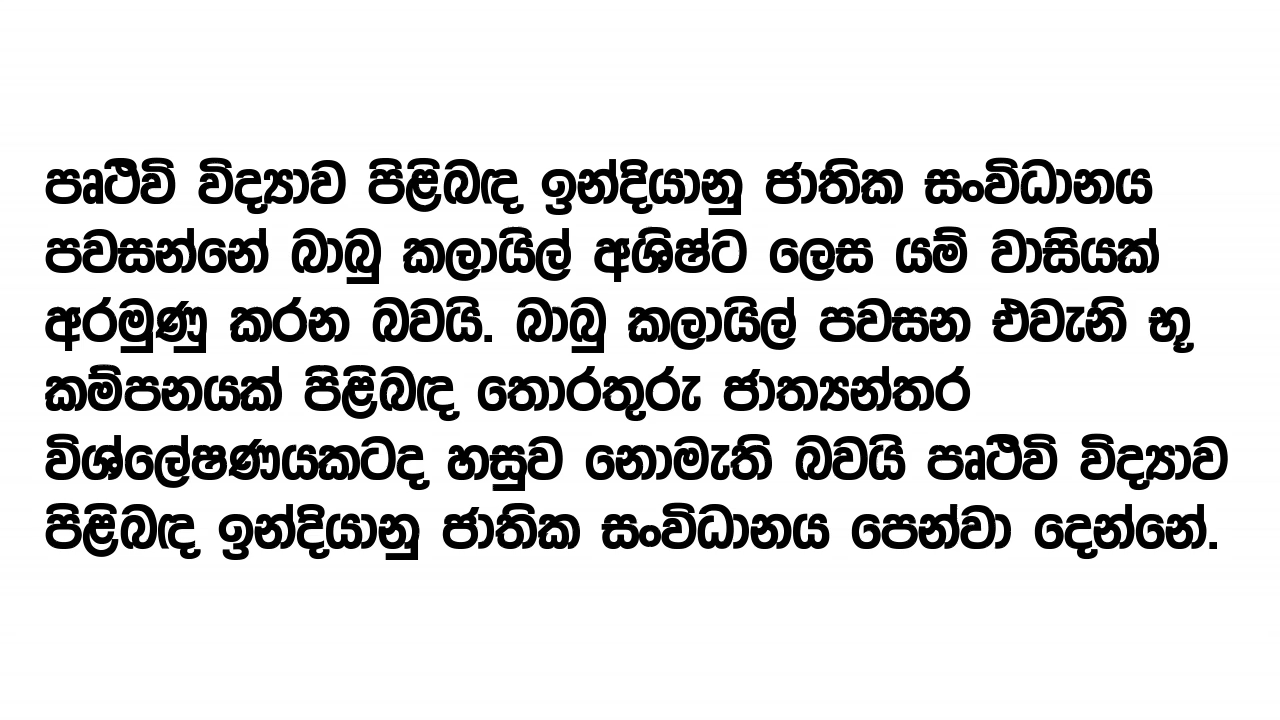 පෘථිවි විද්‍යාව පිළිබඳ ඉන්දියානු ජාතික සංවිධානය
පවසන්නේ බාබු කලායිල් අශිෂ්ට ලෙස යම් වාසියක්
අරමුණු කරන බවයි. බාබු කලායිල් පවසන එවැනි භූ
කම්පනයක් පිළිබඳ තොරතුරු ජාත්‍යන්තර
විශ්ලේෂණයකටද හසුව නොමැති බවයි පෘථිවි විද්‍යාව
පිළිබඳ ඉන්දියානු ජාතික සංවිධානය පෙන්වා දෙන්නේ.